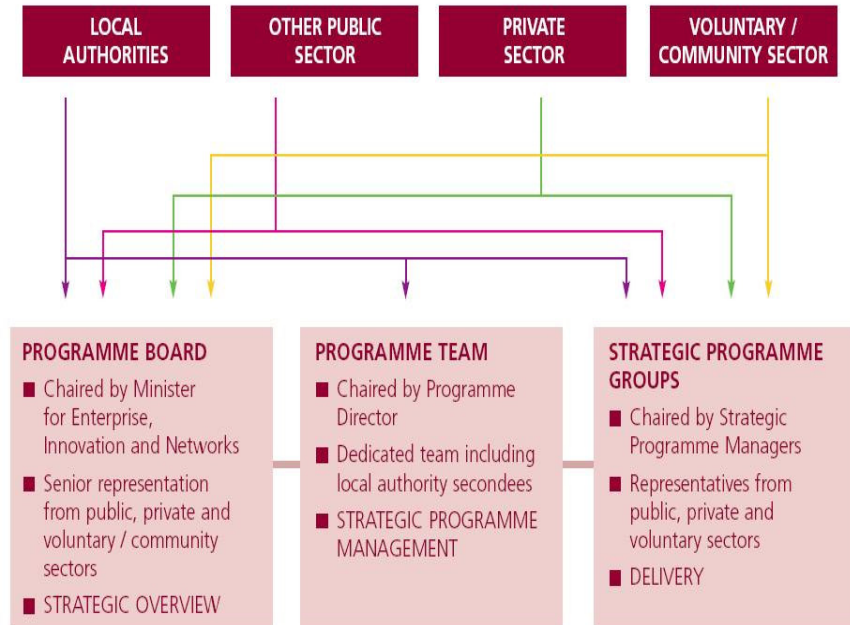 LOCAL
AUTHORITIES
OTHER PUBLIC
SECTOR
PRIVATE
SECTOR
VOLUNTARY /
COMMUNITY SECTOR
PROGRAMME BOARD
■ Chaired by Minister
for Enterprise,
Innovation and Networks
■ Senior representation
from public, private and
voluntary / community
sectors
■ STRATEGIC OVERVIEW
PROGRAMME TEAM
■ Chaired by Programme
Director
■ Dedicated team including
local authority secondees
■ STRATEGIC PROGRAMME
MANAGEMENT
STRATEGIC PROGRAMME
GROUPS
■ Chaired by Strategic
Programme Managers
■ Representatives from
public, private and
voluntary sectors
■ DELIVERY